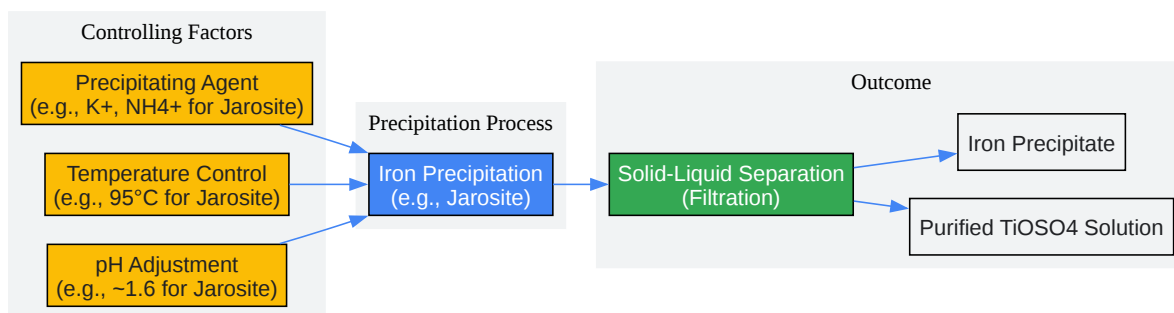 Controlling Factors
Precipitating Agent
(e.g., K+, NH4+ for Jarosite)
Temperature Control
(e.g., 95°C for Jarosite)
pH Adjustment
(e.g., ~1.6 for Jarosite)
Precipitation Process
Iron Precipitation
(e.g., Jarosite)
Outcome
Solid-Liquid Separation
(Filtration)
Iron Precipitate
Purified TiOSO4 Solution